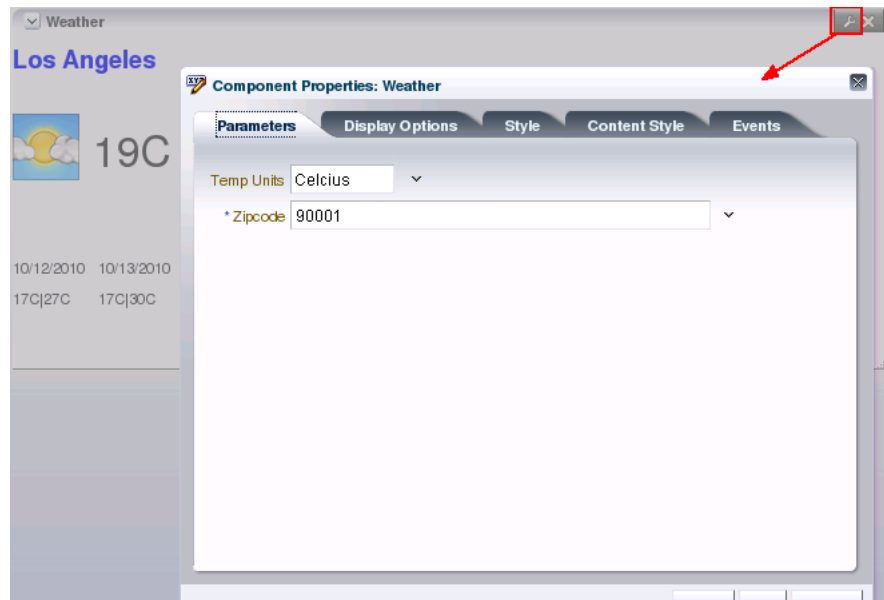 Weather
Los Angeles
Component Properties: Weather
Parameters Display Options Style Content Style Events
19C
Temp Units Celcius
* Zipcode 90001
10/12/2010 10/13/2010
17C|27C 17C|30C